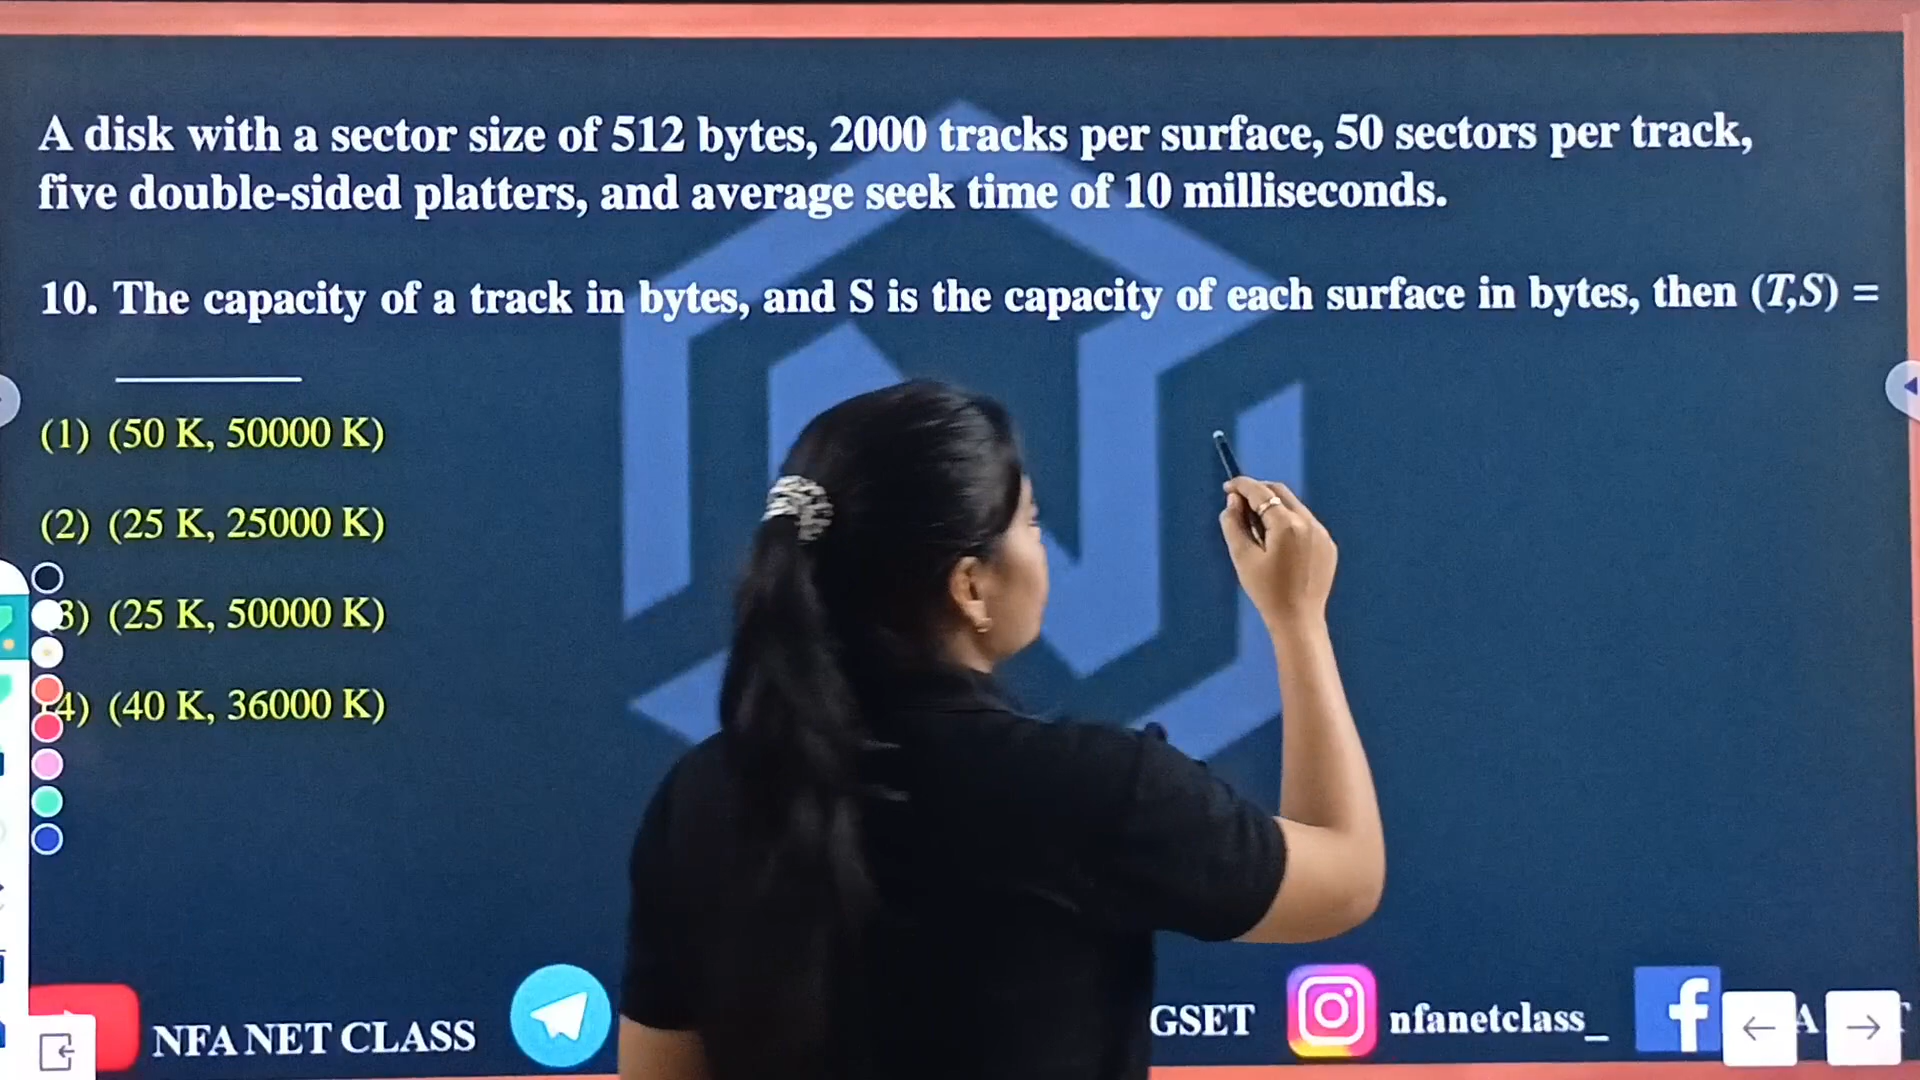 A disk with a sector size of 512 bytes, 2000 tracks per surface, 50 sectors per track,
five double-sided platters, and average seek time of 10 milliseconds.
10. The capacity of a track in bytes, and S is the capacity of each surface in bytes, then (T,S) =
(1) (50 K, 50000 K)
(2) (25 K, 25000 K)
3) (25 K, 50000 K)
4) (40 K, 36000 K)
NFA NET CLASS GSET nfanetclass_ A